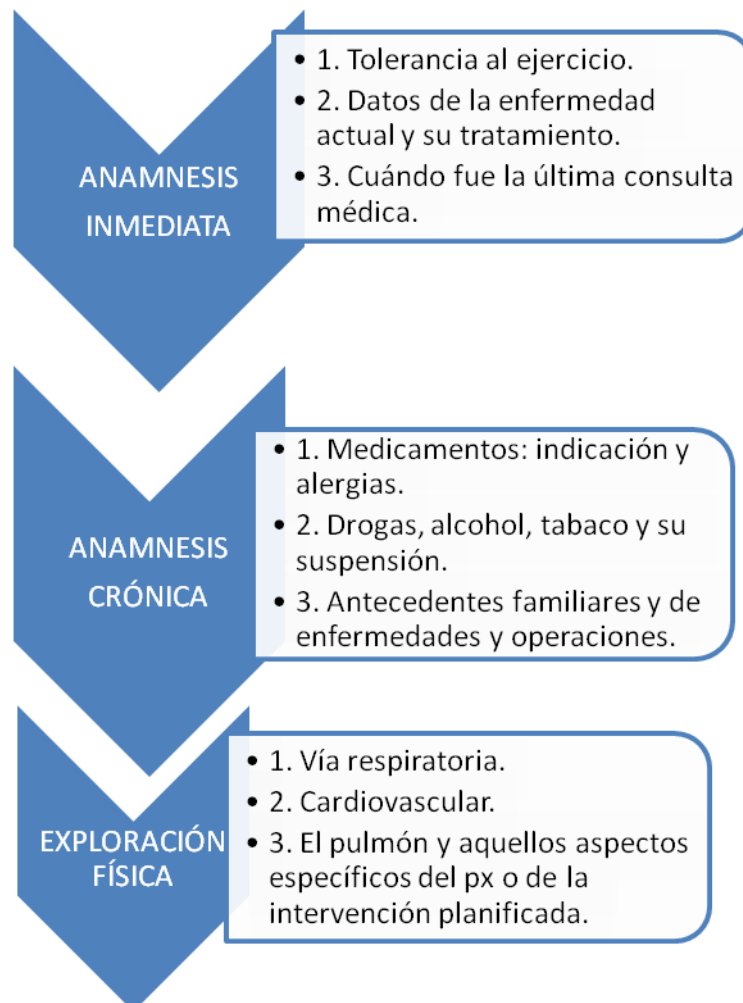 ANAMNESIS
INMEDIATA
• 1. Tolerancia al ejercicio.
• 2. Datos de la enfermedad
actual y su tratamiento.
• 3. Cuándo fue la última consulta
médica.
ANAMNESIS
CRÓNICA
• 1. Medicamentos: indicación y
alergias.
• 2. Drogas, alcohol, tabaco y su
suspensión.
• 3. Antecedentes familiares y de
enfermedades y operaciones.
EXPLORACIÓN
FÍSICA
• 1. Vía respiratoria.
• 2. Cardiovascular.
• 3. El pulmón y aquellos aspectos
específicos del px o de la
intervención planificada.